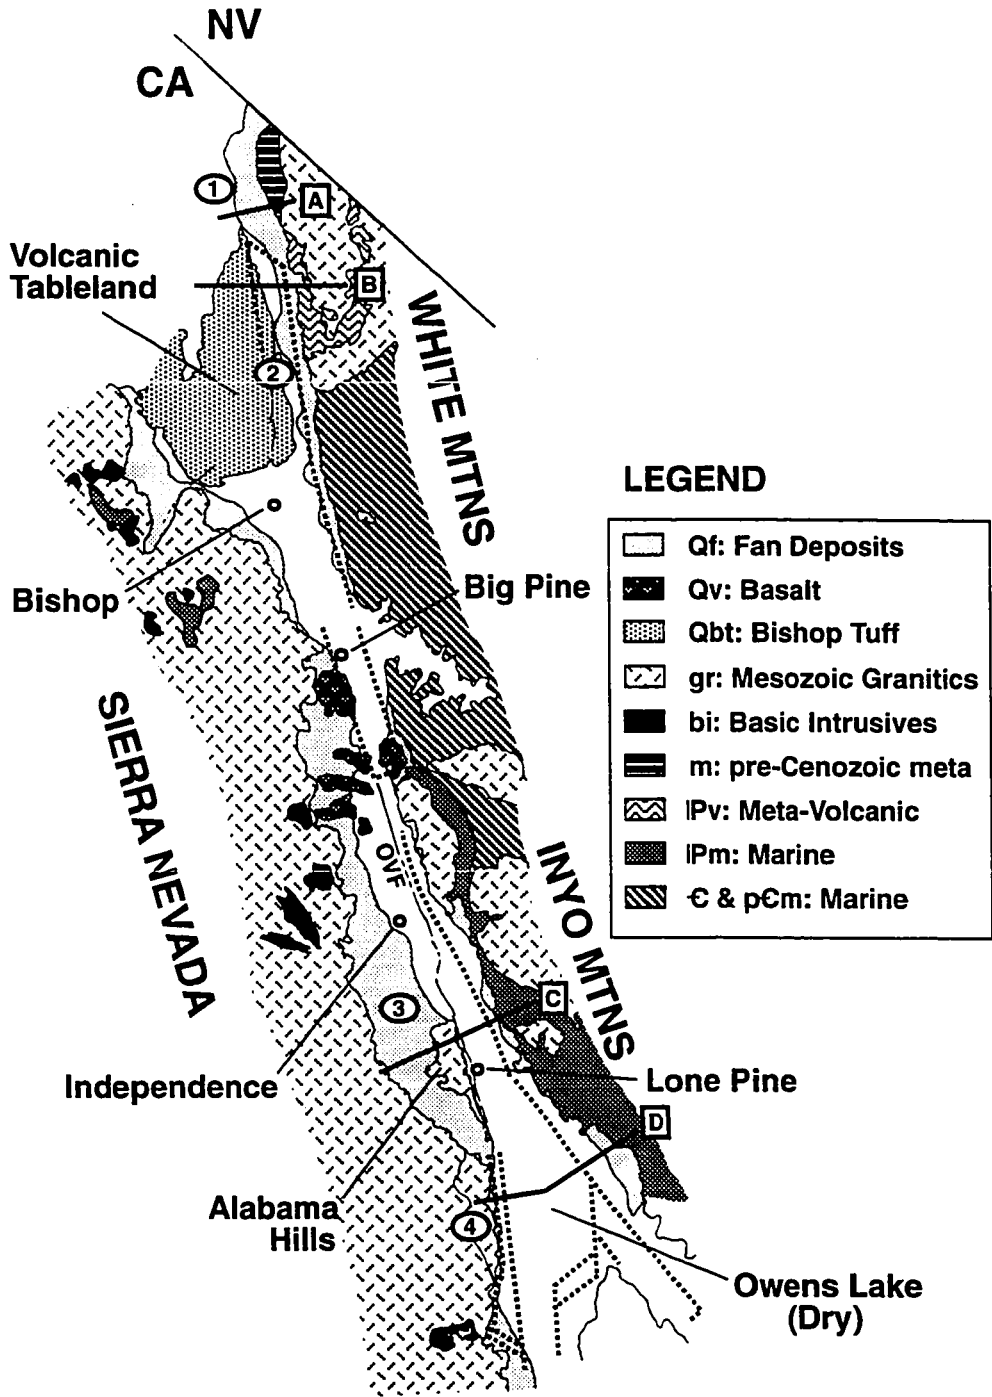 NV
CA
1
A
Volcanic
Tableland
B
2
WHITE MTNS
Bishop
Big Pine
SIERRA NEVADA
OVF
INYO MTNS
3
C
Independence
Lone Pine
D
Alabama
Hills
4
Owens Lake
(Dry)
LEGEND
Qf: Fan Deposits
Qv: Basalt
Qbt: Bishop Tuff
gr: Mesozoic Granitics
bi: Basic Intrusives
m: pre-Cenozoic meta
IPv: Meta-Volcanic
IPm: Marine
Є & pЄm: Marine